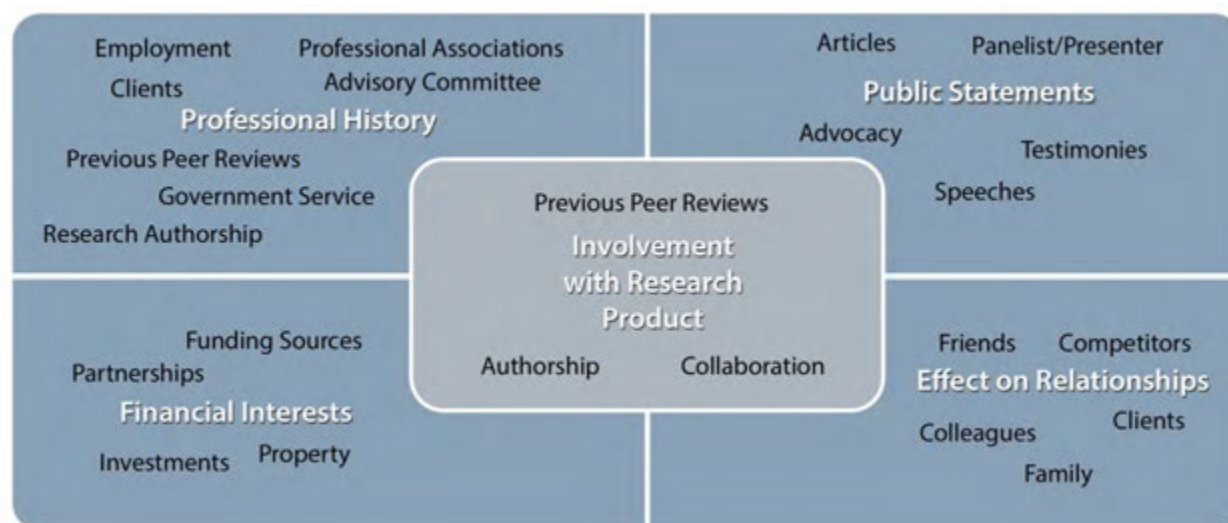 Employment
Professional Associations
Clients
Advisory Committee
Professional History
Previous Peer Reviews
Government Service
Research Authorship
Articles
Panelist/Presenter
Public Statements
Advocacy
Testimonies
Speeches
Previous Peer Reviews
Involvement
with Research
Product
Authorship
Collaboration
Funding Sources
Partnerships
Financial Interests
Investments
Property
Friends
Competitors
Effect on Relationships
Clients
Colleagues
Family